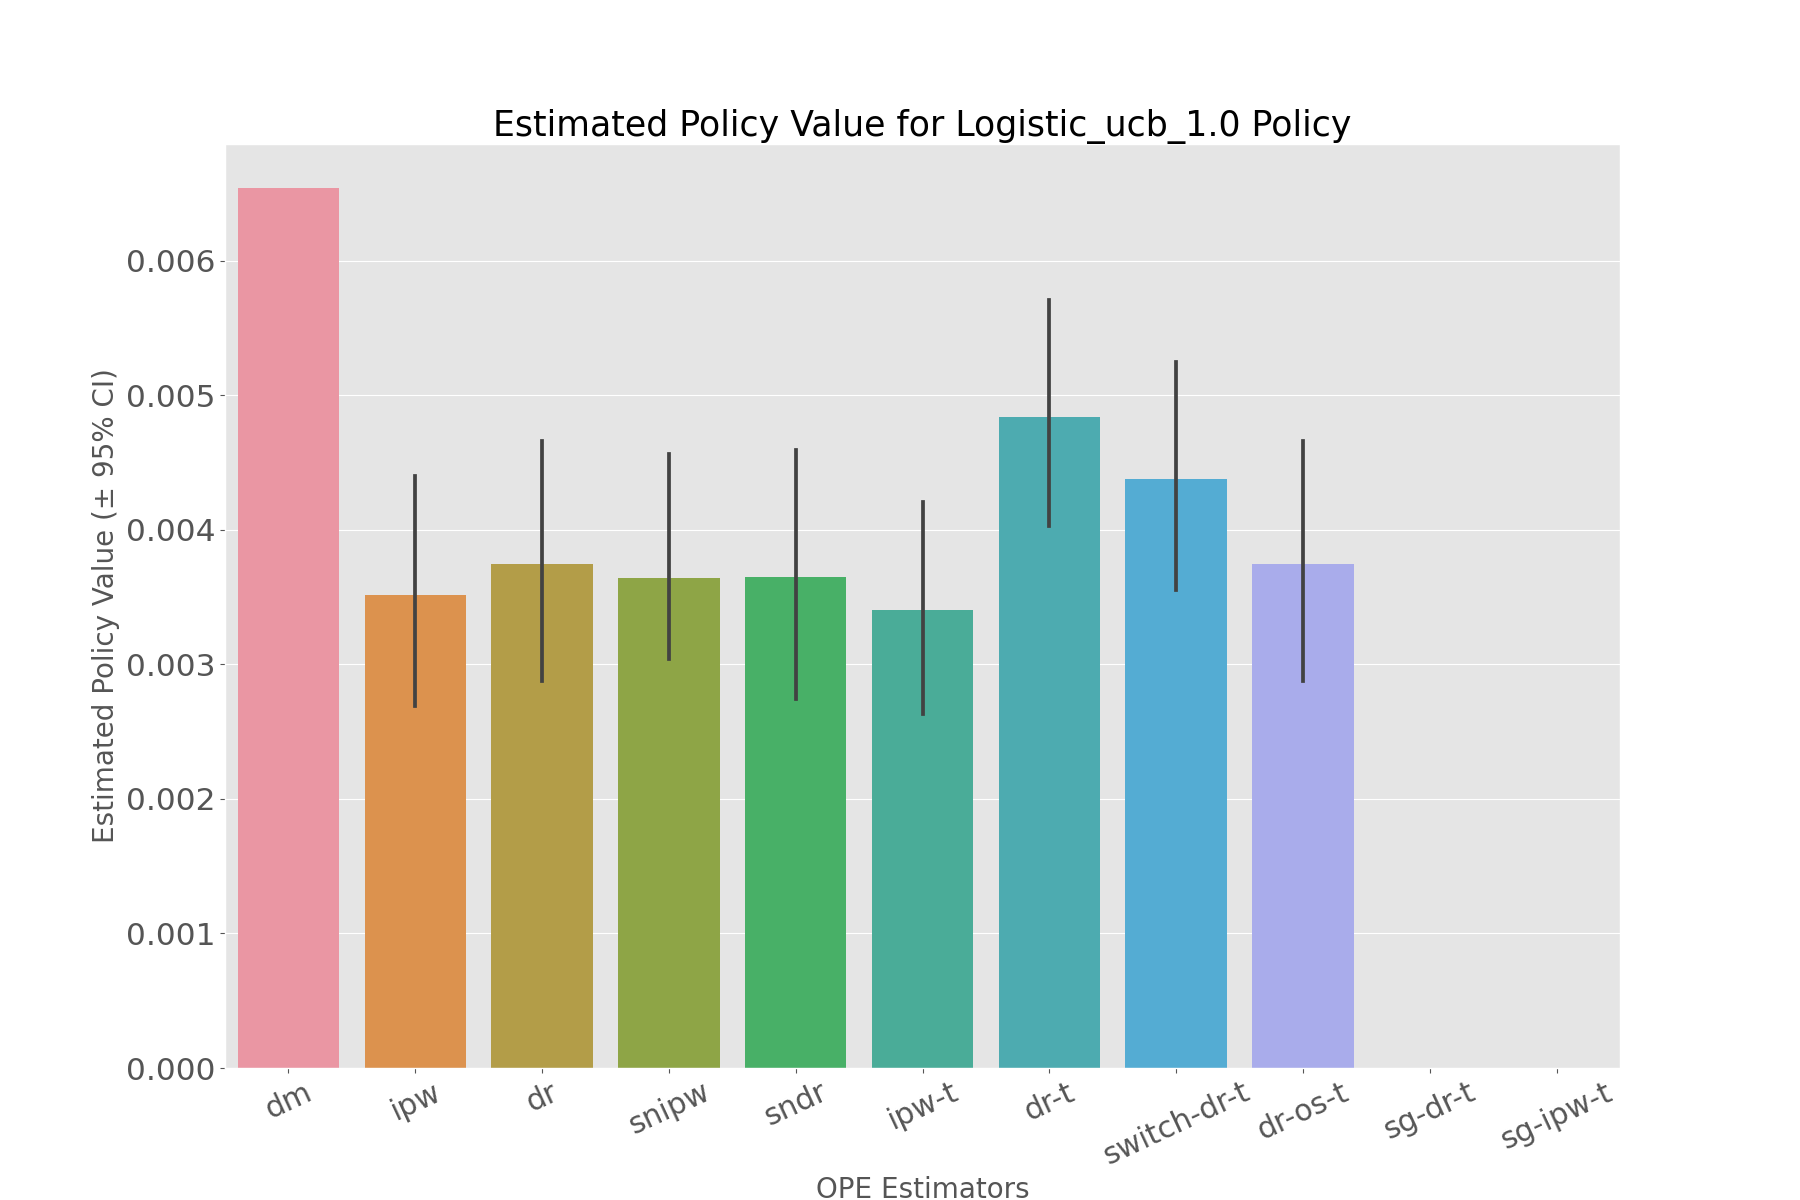 Estimated Policy Value for Logistic_ucb_1.0 Policy
Estimated Policy Value (± 95% CI)
0.006
0.005
0.004
0.003
0.002
0.001
0.000
dm
ipw
dr
snipw
sndr
ipw-t
dr-t
switch-dr-t
dr-os-t
sg-dr-t
sg-ipw-t
OPE Estimators